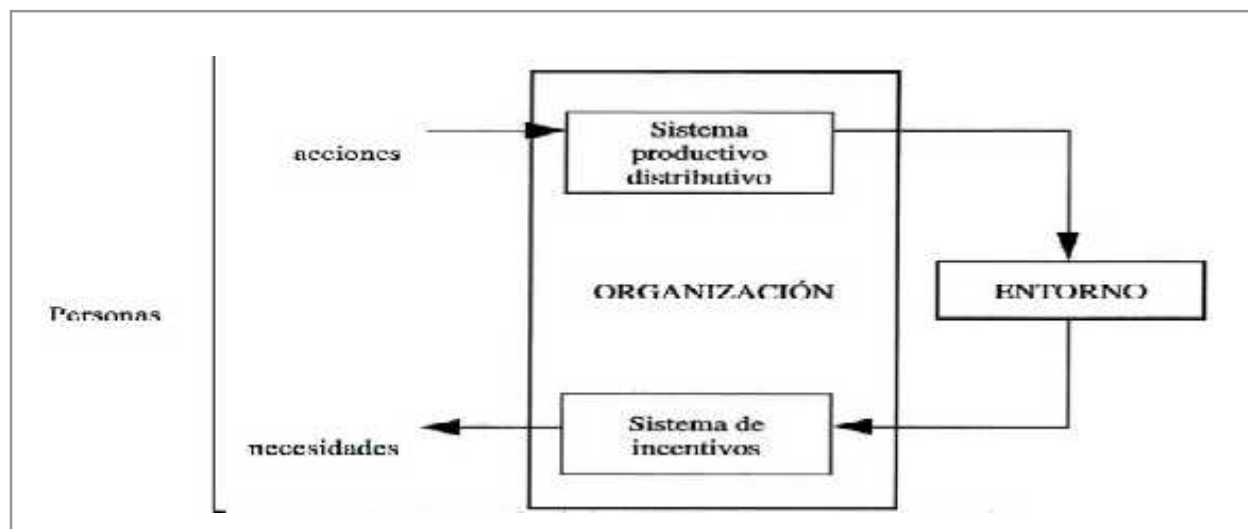 acciones
Sistema
productivo
distributivo
ORGANIZACIÓN
ENTORNO
Personas
necesidades
Sistema de
incentivos